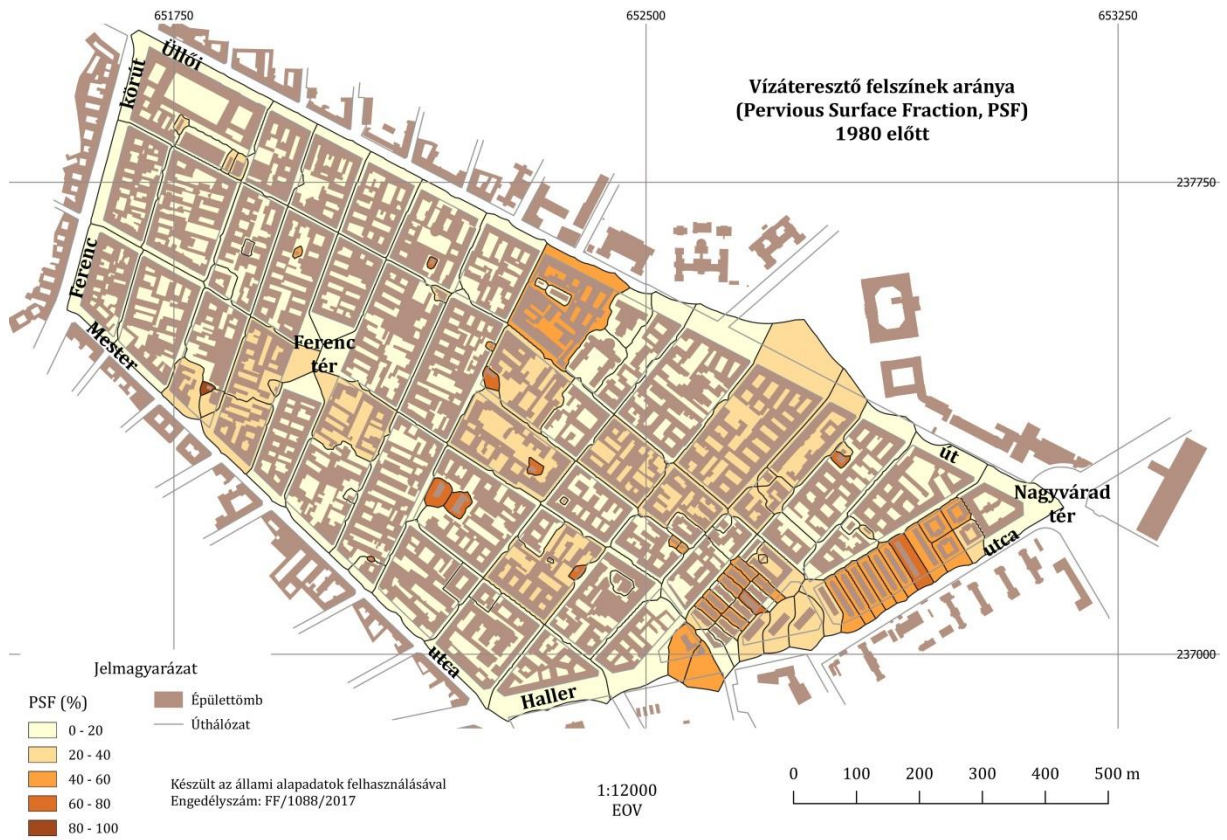 651750
652500
653250
Üllői
körút
Vízáteresztő felszínek aránya
(Pervious Surface Fraction, PSF)
1980 előtt
237750
Ferenc
Mester
Ferenc
tér
út
Nagyvárad
tér
utca
237000
utca
Haller
Jelmagyarázat
PSF (%)
0 - 20
20 - 40
40 - 60
60 - 80
80 - 100
Épülettömb
Úthálózat
Készült az állami alapadatok felhasználásával
Engedélyszám: FF/1088/2017
1:12000
EOV
0 100 200 300 400 500 m